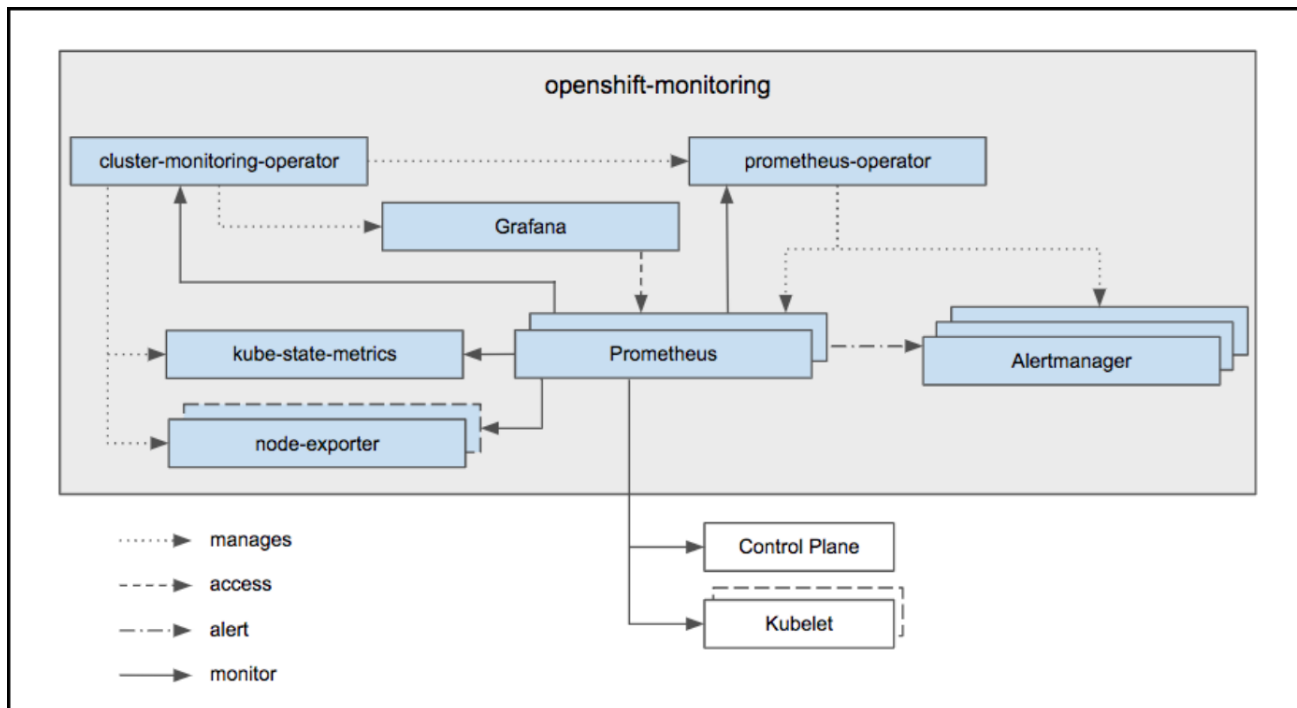 openshift-monitoring
cluster-monitoring-operator
prometheus-operator
Grafana
kube-state-metrics
Prometheus
Alertmanager
node-exporter
manages
Control Plane
access
Kubelet
alert
monitor